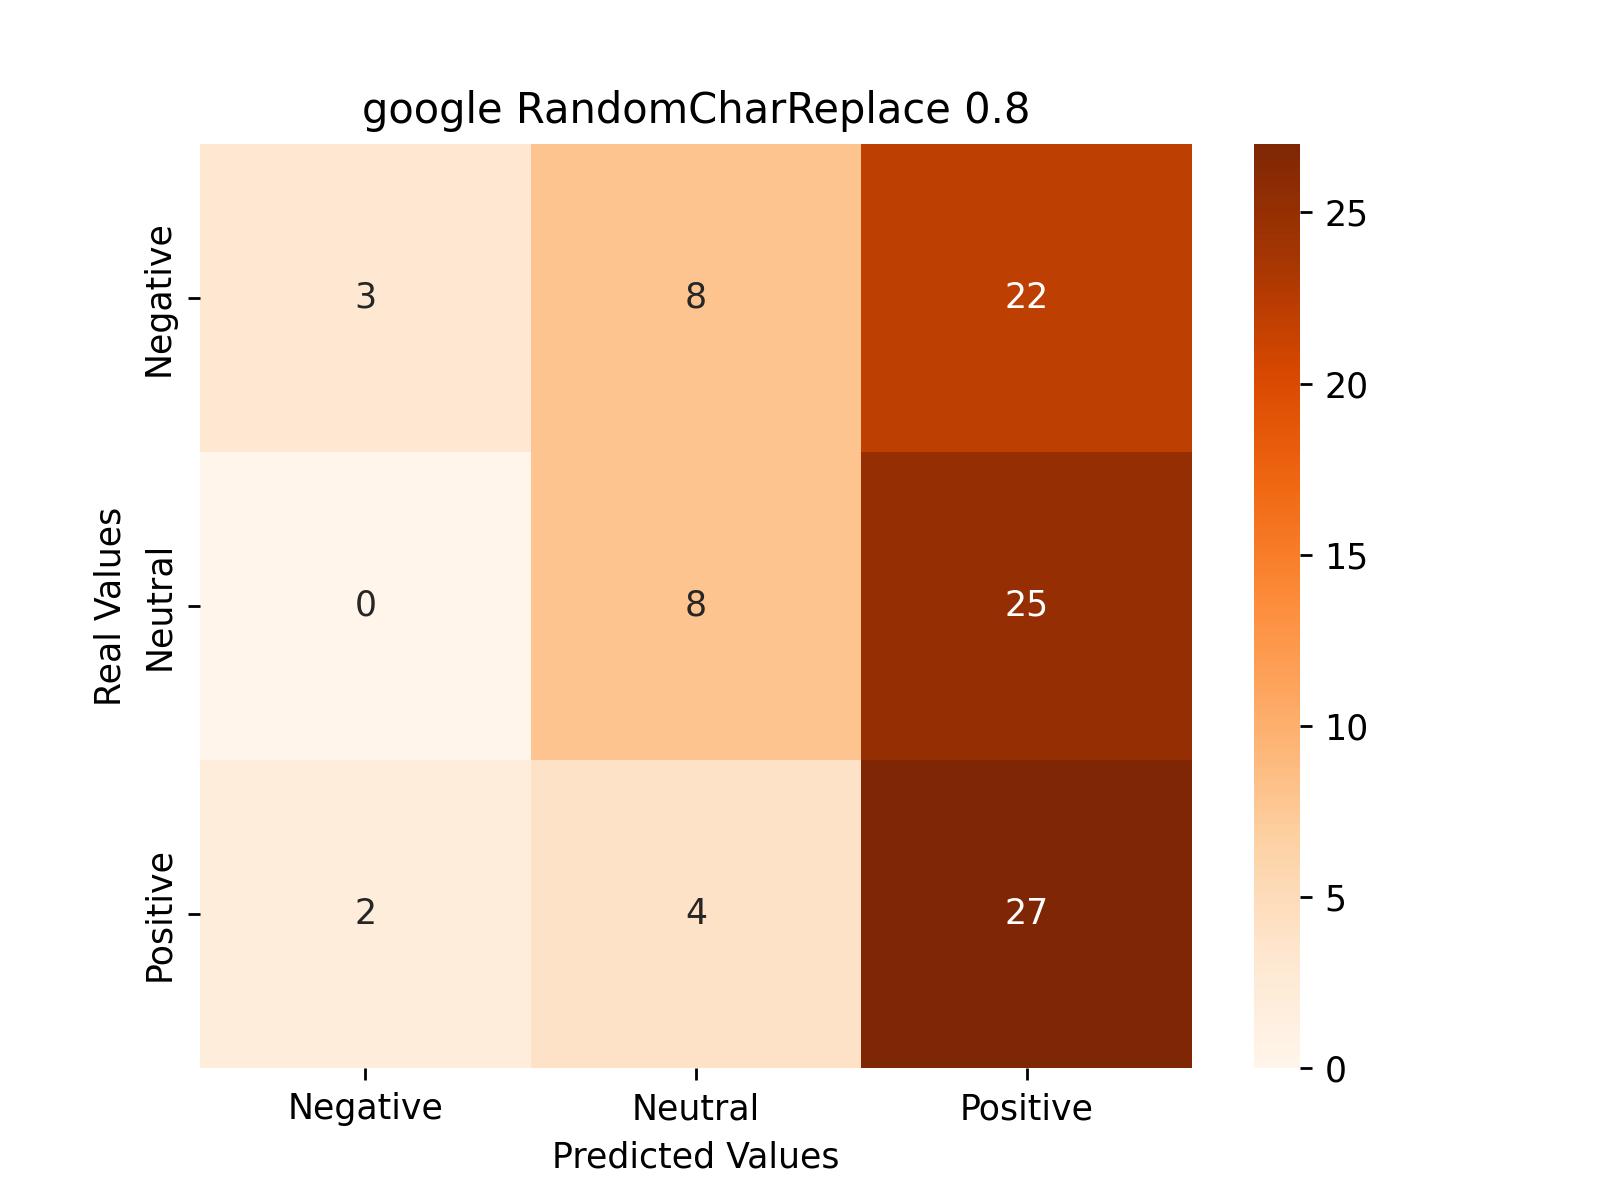 google RandomCharReplace 0.8
Real Values
Negative
3 8 22
Neutral
0 8 25
Positive
2 4 27
Negative Neutral Positive
Predicted Values
25
20
15
10
5
0